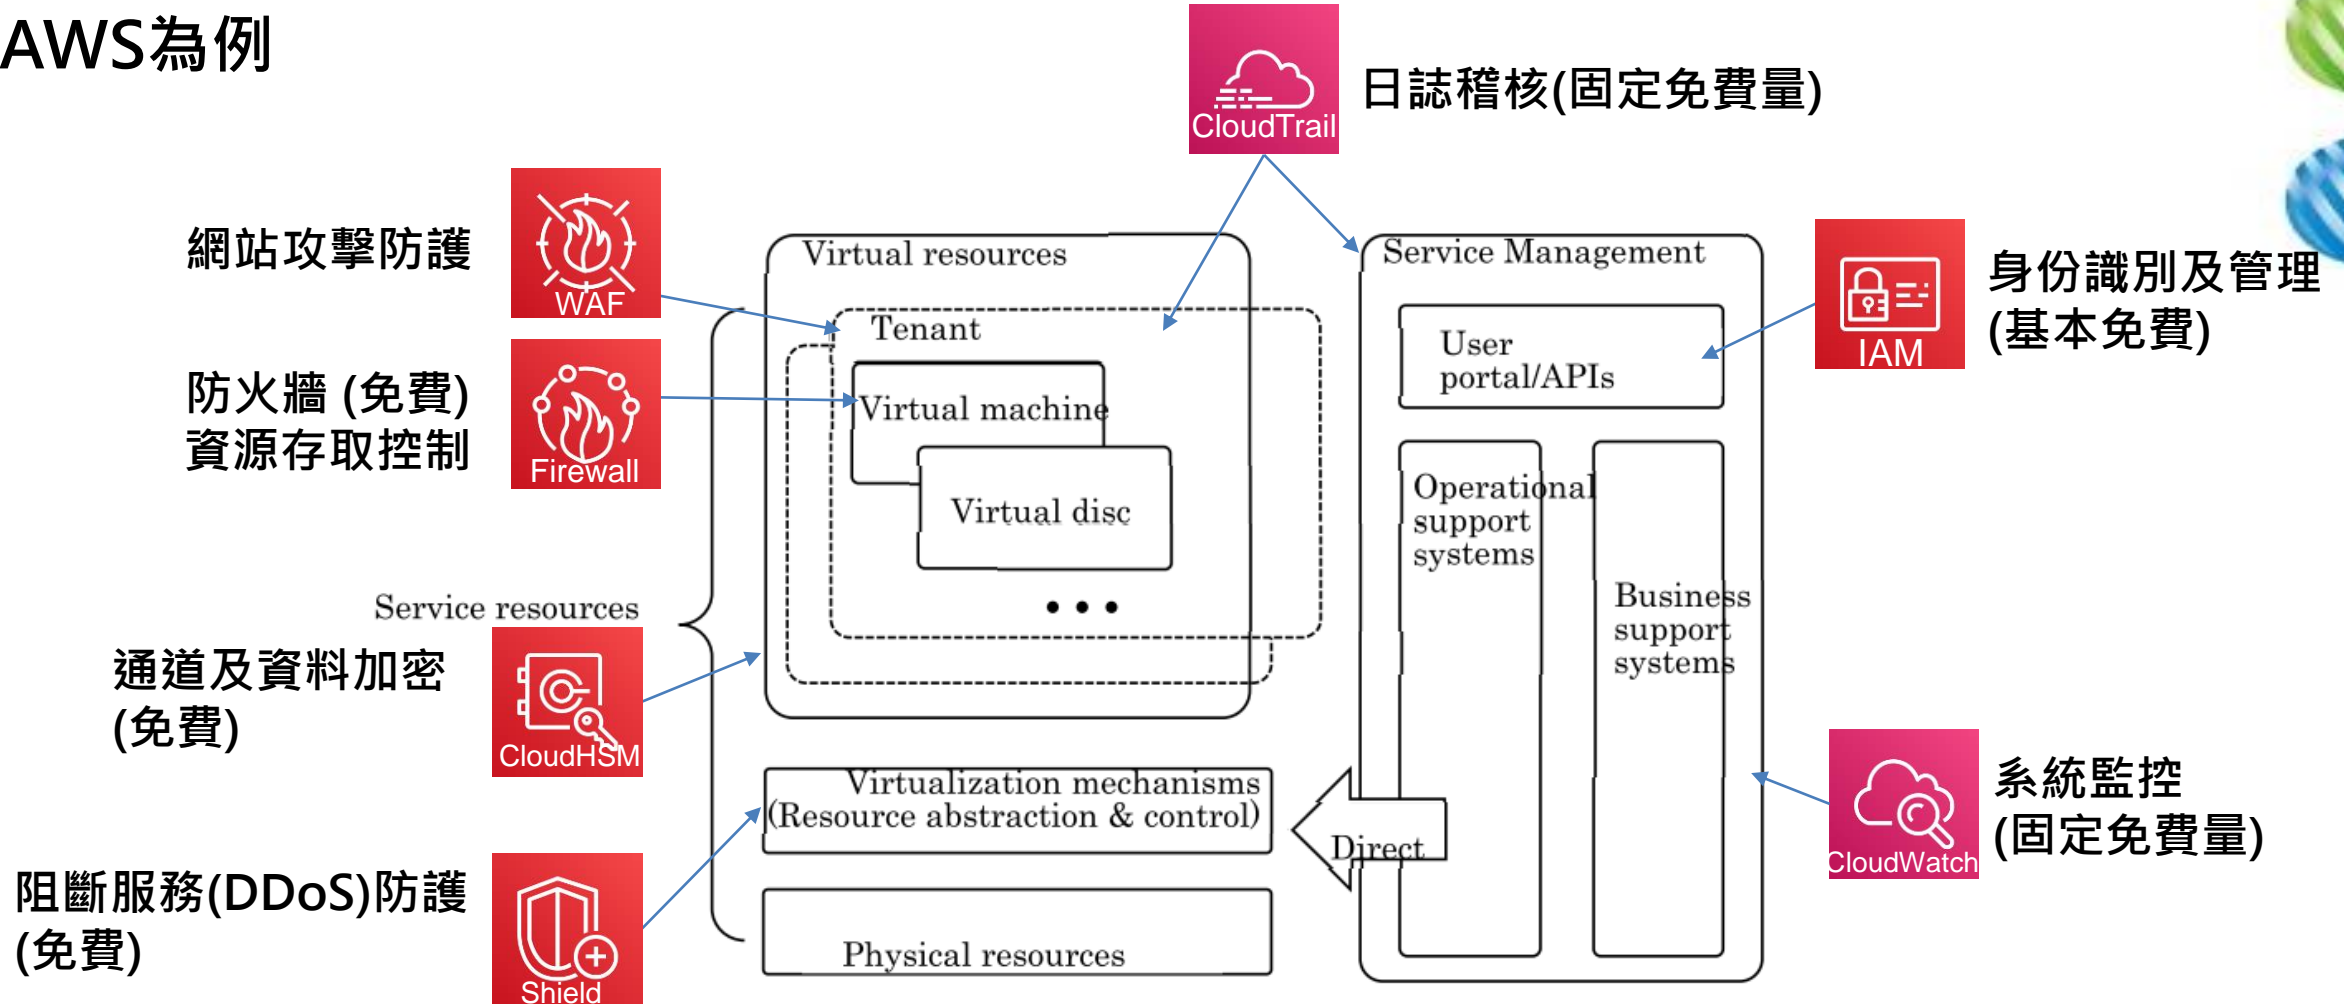 AWS為例
CloudTrail
日誌稽核(固定免費量)
網站攻擊防護
WAF
防火牆 (免費)
資源存取控制
Firewall
Virtual resources
Tenant
Virtual machine
Virtual disc
• • •
Service Management
User
portal/APIs
Operational
support
systems
Business
support
systems
IAM
身份識別及管理
(基本免費)
Service resources
通道及資料加密
(免費)
CloudHSM
Virtualization mechanisms
(Resource abstraction & control)
Direct
CloudWatch
系統監控
(固定免費量)
阻斷服務(DDoS)防護
(免費)
Shield
Physical resources